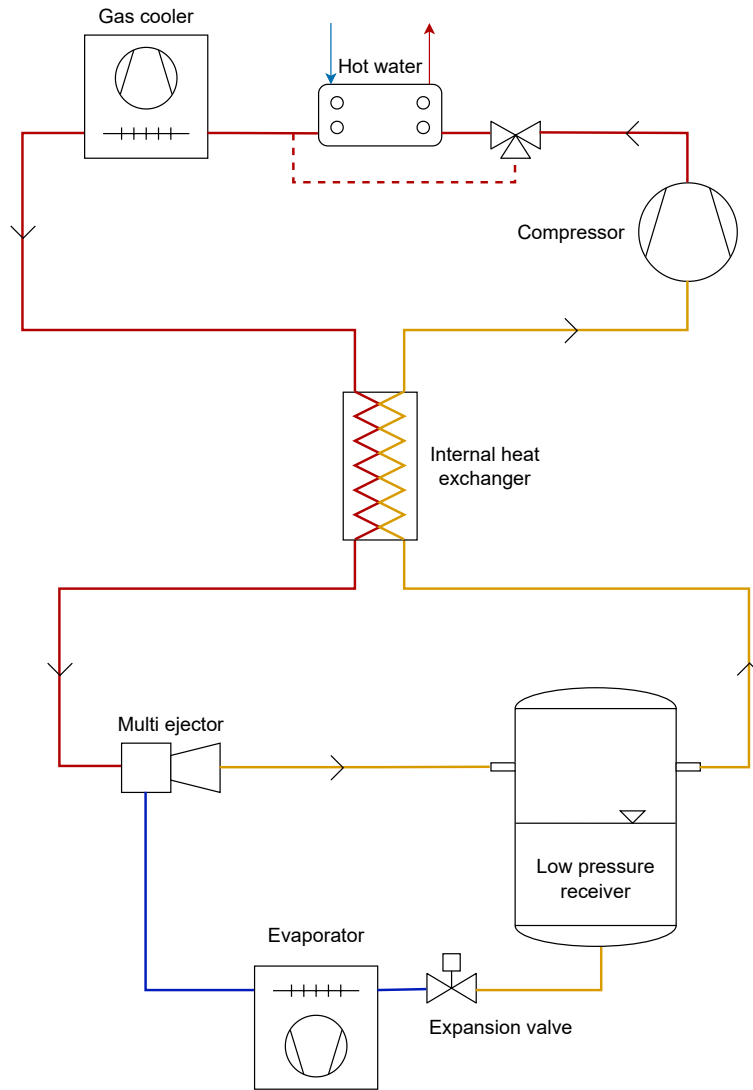 Gas cooler
Hot water
Compressor
Internal heat
exchanger
Multi ejector
Low pressure
receiver
Evaporator
Expansion valve